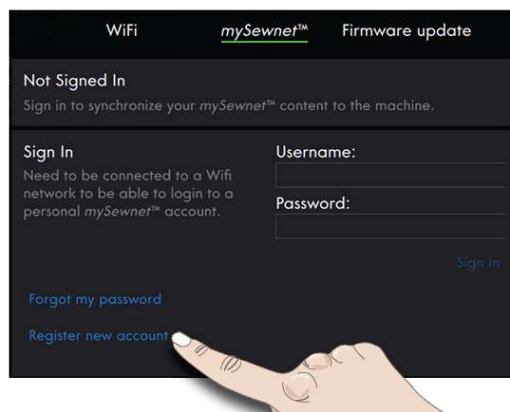 WiFi mySewnet™ Firmware update
Not Signed In
Sign in to synchronize your mySewnet™ content to the machine.
Sign In
Need to be connected to a Wifi
network to be able to login to a
personal mySewnet™ account.
Username:
Password:
Sign In
Forgot my password
Register new account